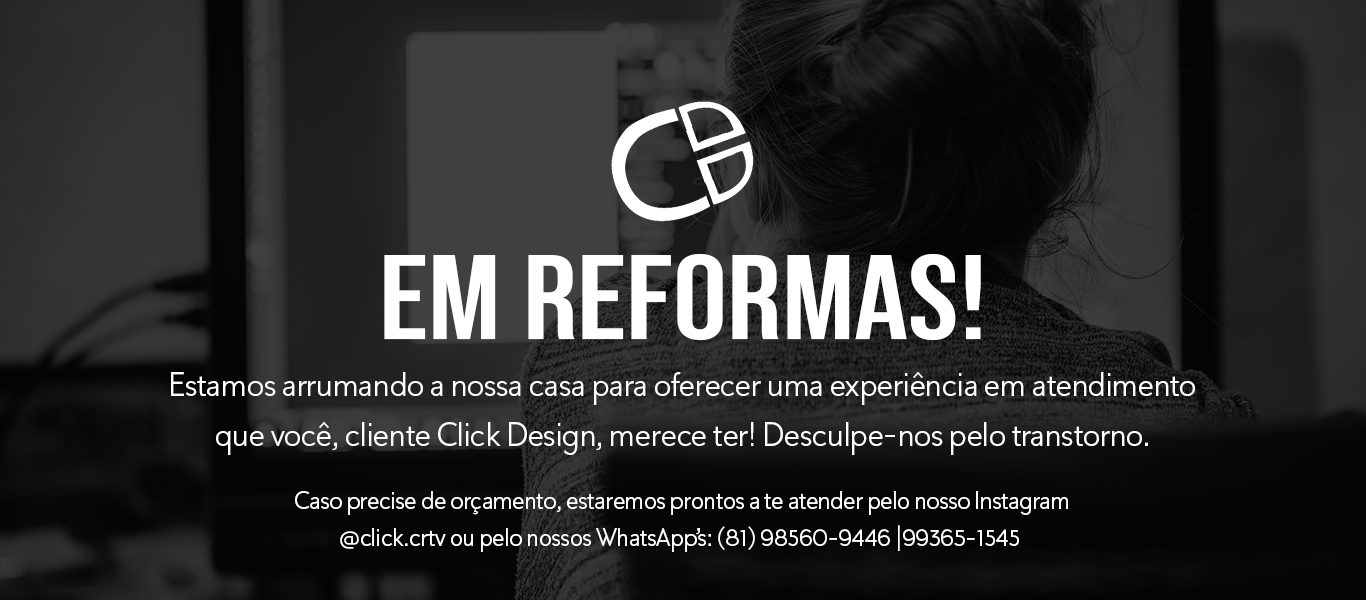 EM REFORMAS!
Estamos arrumando a nossa casa para oferecer uma experiência em atendimento
que você, cliente Click Design, merece ter! Desculpe-nos pelo transtorno.
Caso precise de orçamento, estaremos prontos a te atender pelo nosso Instagram
@click.crtv ou pelo nossos WhatsApp's: (81) 98560-9446 |99365-1545